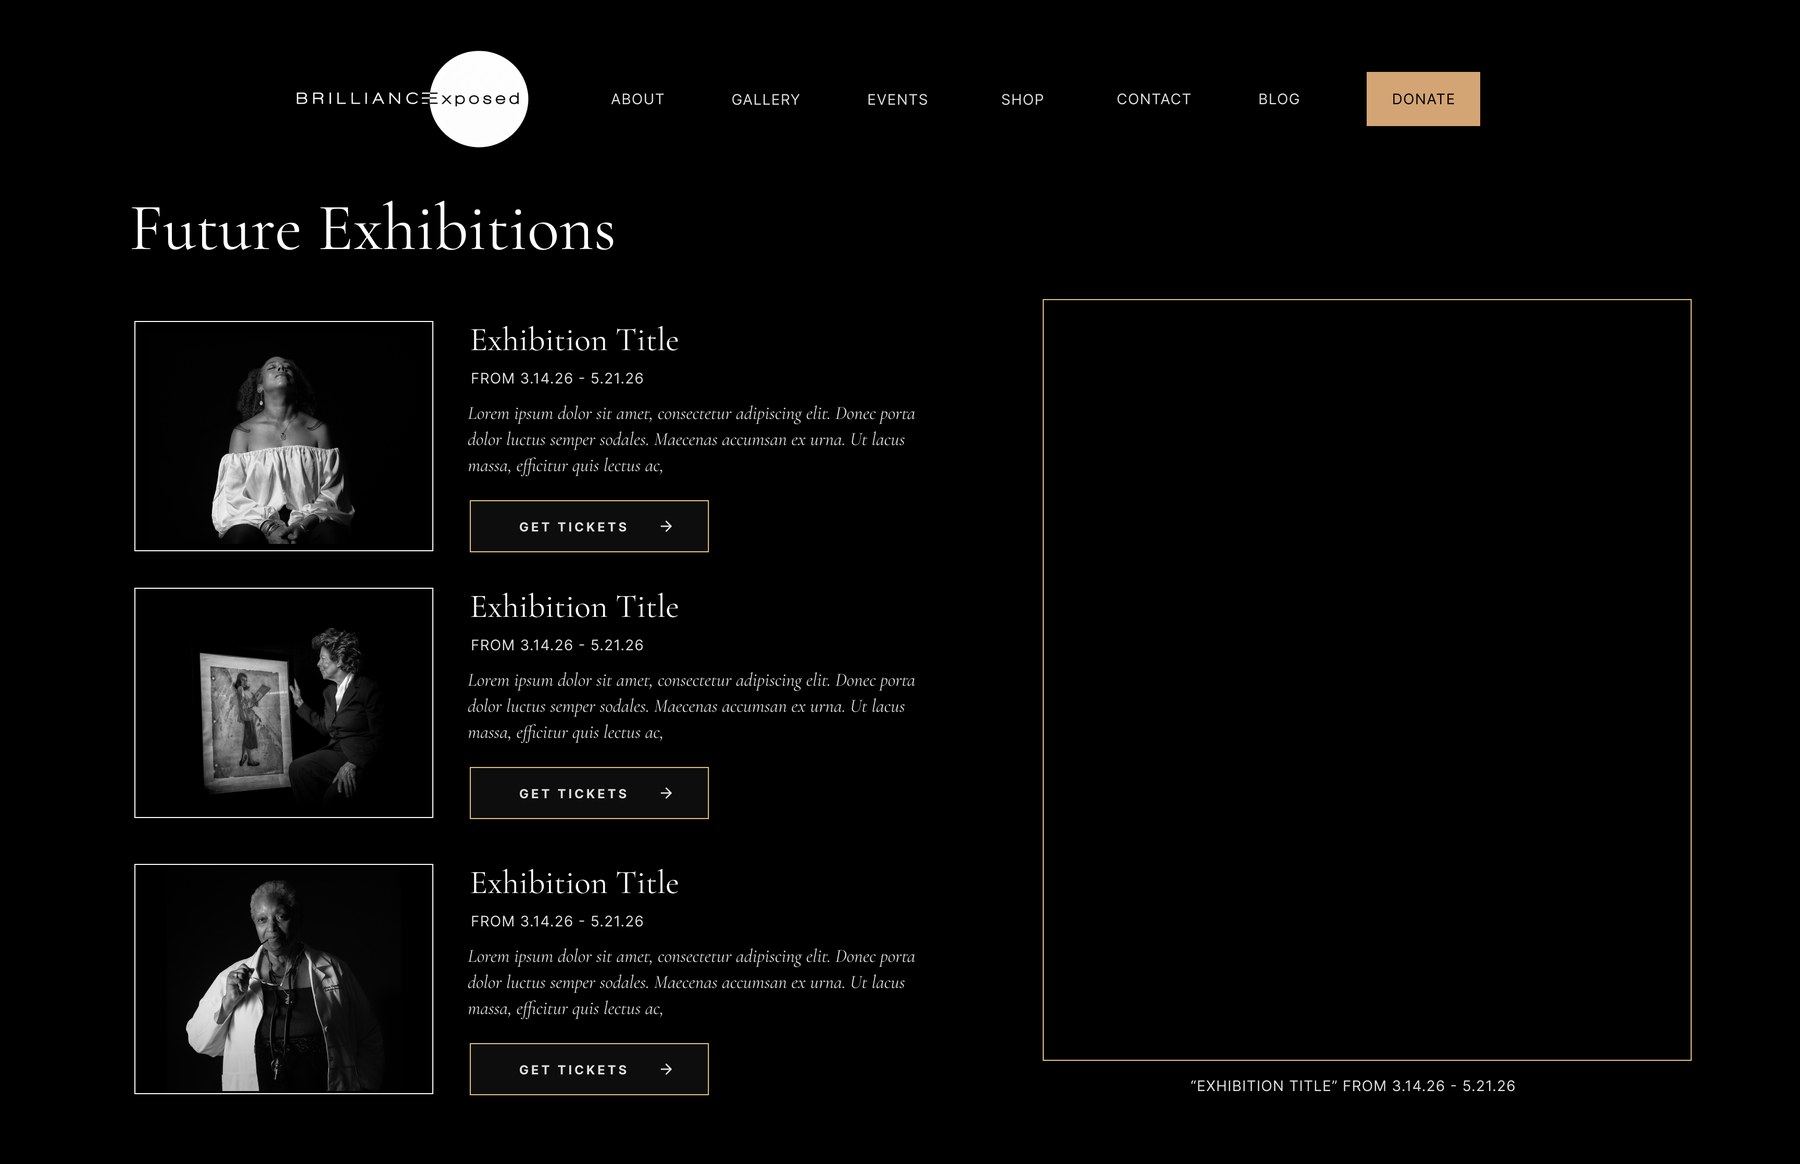 BRILLIANCExposed
ABOUT
GALLERY
EVENTS
SHOP
CONTACT
BLOG
DONATE
Future Exhibitions
Exhibition Title
FROM 3.14.26 - 5.21.26
Lorem ipsum dolor sit amet, consectetur adipiscing elit. Donec porta
dolor luctus semper sodales. Maecenas accumsan ex urna. Ut lacus
massa, efficitur quis lectus ac,
GET TICKETS →
Exhibition Title
FROM 3.14.26 - 5.21.26
Lorem ipsum dolor sit amet, consectetur adipiscing elit. Donec porta
dolor luctus semper sodales. Maecenas accumsan ex urna. Ut lacus
massa, efficitur quis lectus ac,
GET TICKETS →
Exhibition Title
FROM 3.14.26 - 5.21.26
Lorem ipsum dolor sit amet, consectetur adipiscing elit. Donec porta
dolor luctus semper sodales. Maecenas accumsan ex urna. Ut lacus
massa, efficitur quis lectus ac,
GET TICKETS →
“EXHIBITION TITLE” FROM 3.14.26 - 5.21.26